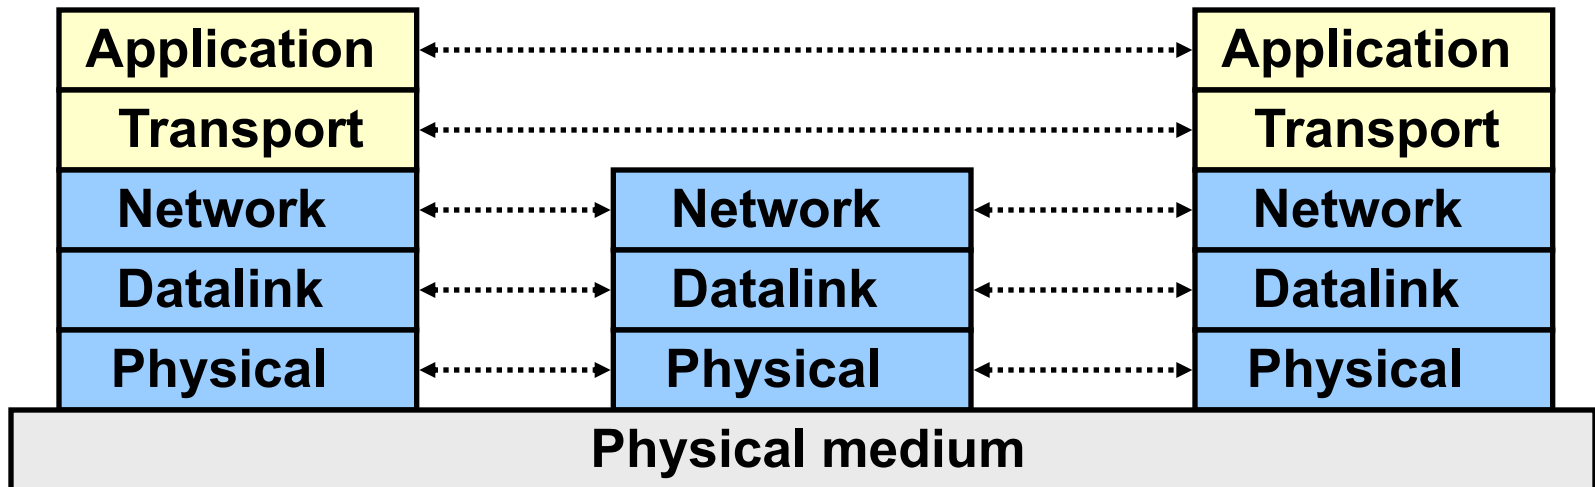 Application Application
Transport Transport
Network Network Network
Datalink Datalink Datalink
Physical Physical Physical
Physical medium